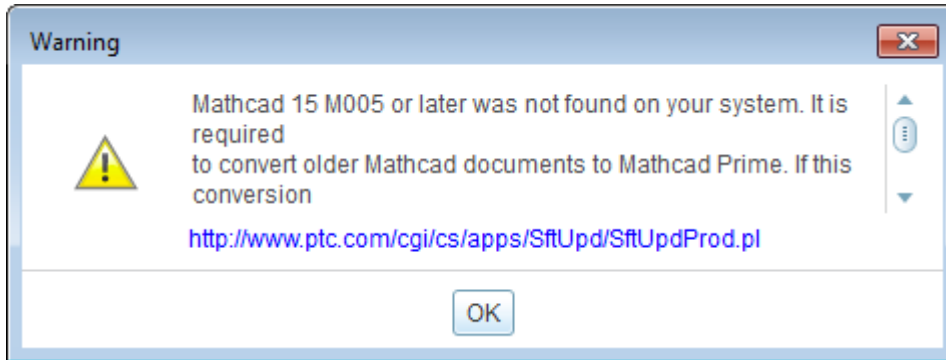 Warning
Mathcad 15 M005 or later was not found on your system. It is
required
to convert older Mathcad documents to Mathcad Prime. If this
conversion
http://www.ptc.com/cgi/cs/apps/SftUpd/SftUpdProd.pl
OK